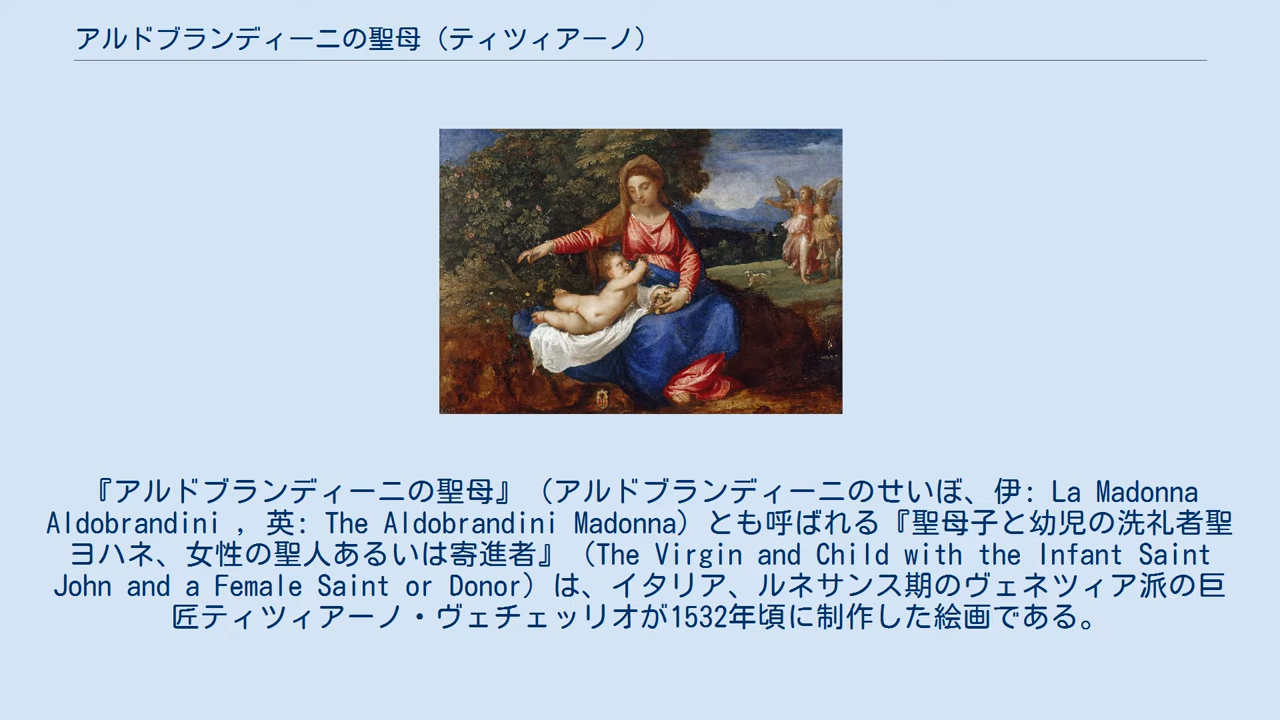 アルドブランディーニの聖母（ティツィアーノ）
『アルドブランディーニの聖母』（アルドブランディーニのせいぼ、伊: La Madonna
Aldobrandini , 英: The Aldobrandini Madonna）とも呼ばれる『聖母子と幼児の洗礼者聖
ヨハネ、女性の聖人あるいは寄進者』（The Virgin and Child with the Infant Saint
John and a Female Saint or Donor）は、イタリア、ルネサンス期のヴェネツィア派の巨
匠ティツィアーノ・ヴェチェッリオが1532年頃に制作した絵画である。